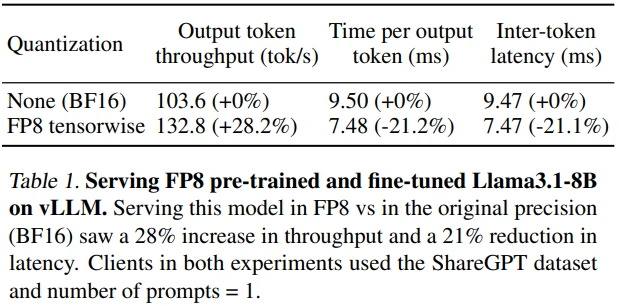 Quantization Output token throughput (tok/s) Time per output token (ms) Inter-token latency (ms)
None (BF16) 103.6 (+0%) 9.50 (+0%) 9.47 (+0%)
FP8 tensorwise 132.8 (+28.2%) 7.48 (-21.2%) 7.47 (-21.1%)
Table 1. Serving FP8 pre-trained and fine-tuned Llama3.1-8B
on vLLM. Serving this model in FP8 vs in the original precision
(BF16) saw a 28% increase in throughput and a 21% reduction in
latency. Clients in both experiments used the ShareGPT dataset
and number of prompts = 1.